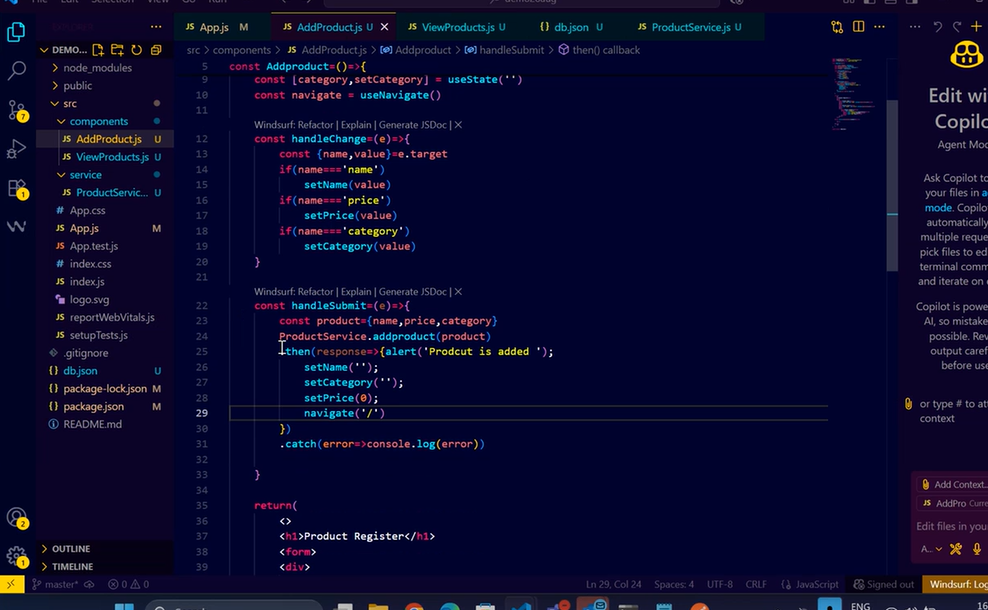 App.js M
AddProduct.js U
ViewProducts.js U
{} db.json U
ProductService.js U
src > components > JS AddProduct.js > Addproduct > handleSubmit > then() callback
DEMO...
node_modules
public
src
components
JS AddProduct.js U
JS ViewProducts.js U
service
JS ProductServic... U
# App.css
JS App.js M
JS App.test.js
# index.css
JS index.js
logo.svg
JS reportWebVitals.js
JS setupTests.js
.gitignore
{} db.json U
{} package-lock.json M
{} package.json M
README.md
OUTLINE
TIMELINE
5 const Addproduct=()=>{
9 const [category,setCategory] = useState('')
10 const navigate = useNavigate()
11
Windsurf: Refactor | Explain | Generate JSDoc | X
12 const handleChange=(e)=>{
13 const {name,value}=e.target
14 if(name==='name')
15 setName(value)
16 if(name==='price')
17 setPrice(value)
18 if(name==='category')
19 setCategory(value)
20 }
21
Windsurf: Refactor | Explain | Generate JSDoc | X
22 const handleSubmit=(e)=>{
23 const product={name,price,category}
24 ProductService.addproduct(product)
25 .then(response=>{alert('Prodcut is added ');
26 setName('');
27 setCategory('');
28 setPrice(0);
29 navigate('/')
30 })
31 .catch(error=>console.log(error))
32
33 }
34
35 return(
36 <>
37 <h1>Product Register</h1>
38 <form>
39 <div>
Edit wi
Copilo
Agent Mod
Ask Copilot to
your files in a
mode. Copilo
automatically
multiple reque
pick files to ed
terminal comm
and iterate on
Copilot is powe
AI, so mistake
possible. Rev
output caref
before use
or type # to att
context
Add Context...
JS AddPro Curre
Edit files in you
A...
master*
0 0
Ln 29, Col 24
Spaces: 4
UTF-8
CRLF
{} JavaScript
Signed out
Windsurf: Log
ENG